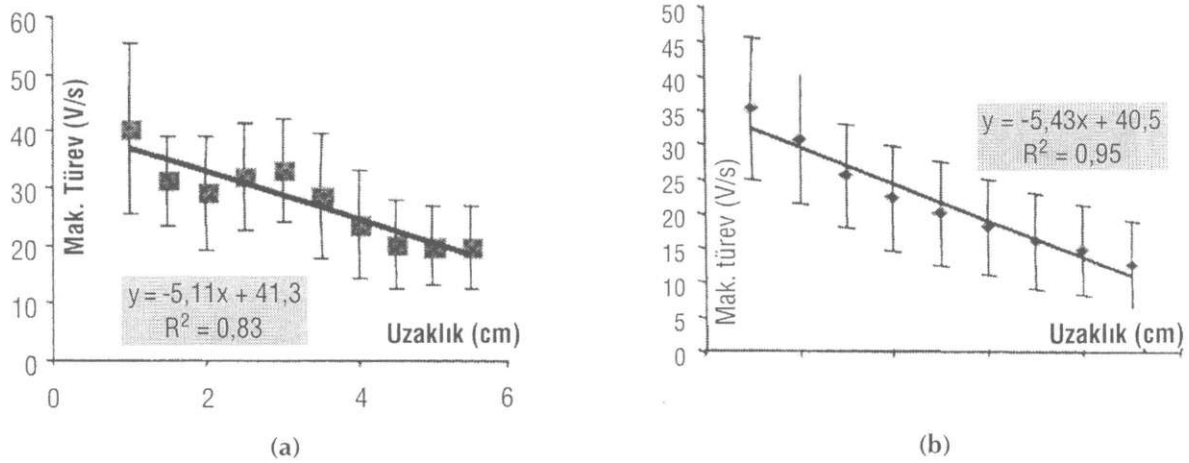 60
50
40
30
20
10
0
Mak. Türev (V/s)
y = -5,11x + 41,3
R² = 0,83
Uzaklık (cm)
0 2 4 6
(a)
50
45
40
35
30
25
20
15
10
5
0
Mak. türev (V/s)
y = -5,43x + 40,5
R² = 0,95
Uzaklık (cm)
(b)